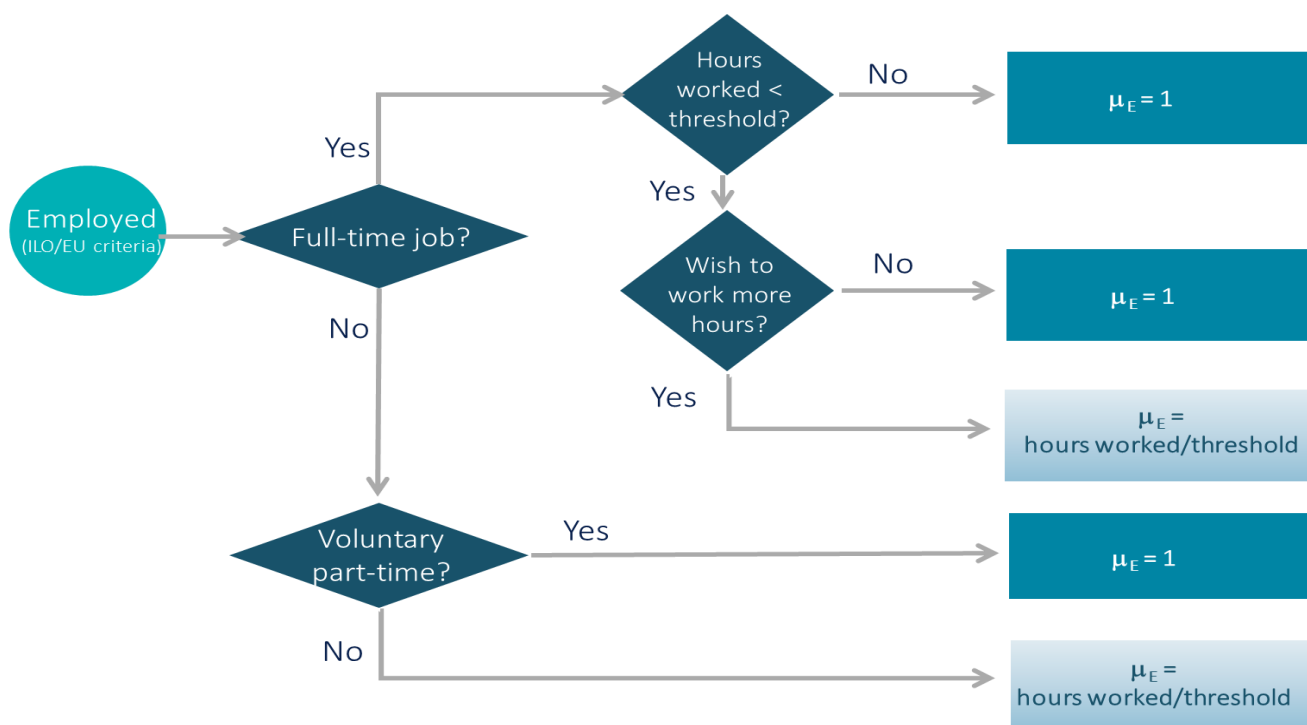 Hours
worked <
threshold?
No
μE = 1
Yes
Yes
Employed
(ILO/EU criteria)
Full-time job?
Wish to
work more
hours?
No
μE = 1
No
Yes
μE =
hours worked/threshold
Voluntary
part-time?
Yes
μE = 1
No
μE =
hours worked/threshold